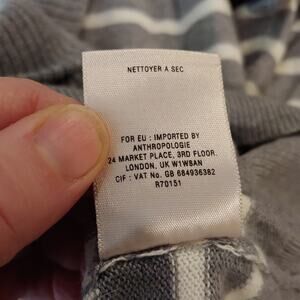 NETTOYER A SEC
FOR EU : IMPORTED BY
ANTHROPOLOGIE
24 MARKET PLACE, 3RD FLOOR.
LONDON, UK W1W8AN
CIF : VAT No. GB 684936382
R70151